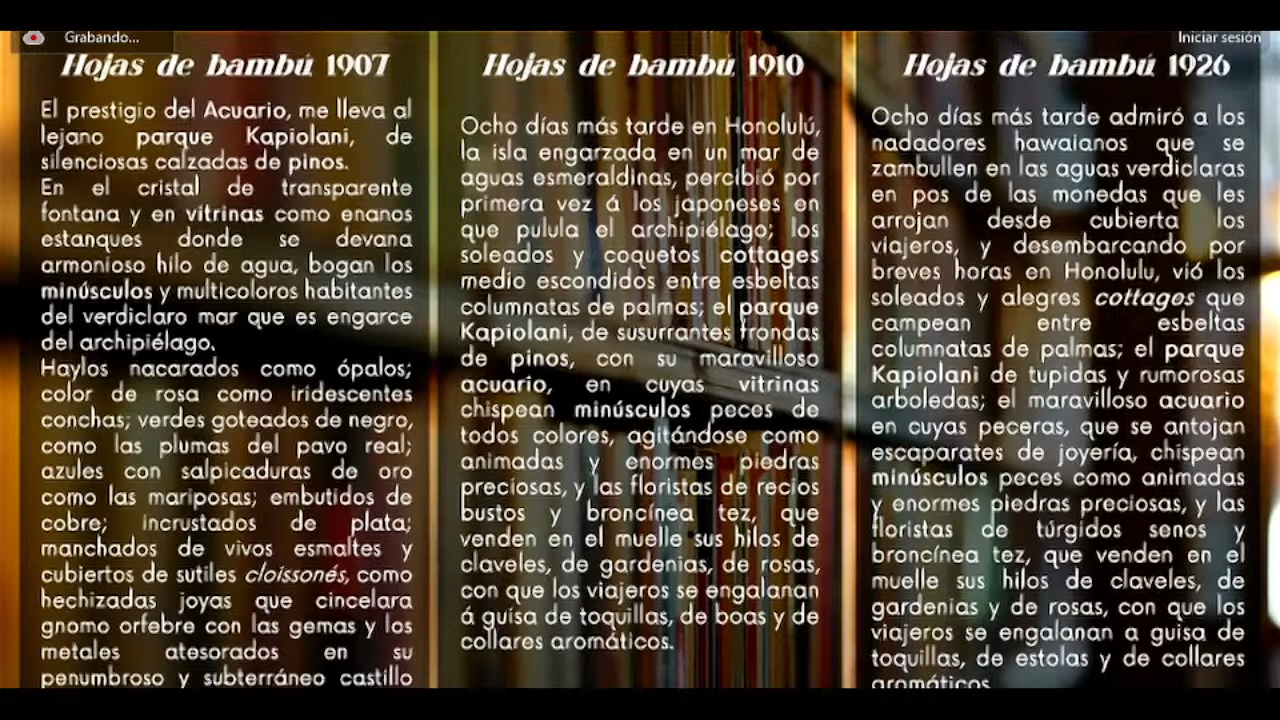 Grabando...
Iniciar sesión
Hojas de bambú 1907
El prestigio del Acuario, me lleva al
lejano parque Kapiolani, de
silenciosas calzadas de pinos.
En el cristal de transparente
fontana y en vitrinas como enanos
estanques donde se devana
armonioso hilo de agua, bogan los
minúsculos y multicoloros habitantes
del verdiclaro mar que es engarce
del archipiélago.
Haylos nacarados como ópalos;
color de rosa como iridescentes
conchas; verdes goteados de negro,
como las plumas del pavo real;
azules con salpicaduras de oro
como las mariposas; embutidos de
cobre; incrustados de plata;
manchados de vivos esmaltes y
cubiertos de sutiles cloissonés, como
hechizadas joyas que cincelara
gnomo orfebre con las gemas y los
metales atesorados en su
penumbroso y subterráneo castillo
Hojas de bambú 1910
Ocho días más tarde en Honolulú,
la isla engarzada en un mar de
aguas esmeraldinas, percibió por
primera vez á los japoneses en
que pulula el archipiélago; los
soleados y coquetos cottages
medio escondidos entre esbeltas
columnatas de palmas; el parque
Kapiolani, de susurrantes frondas
de pinos, con su maravilloso
acuario, en cuyas vitrinas
chispean minúsculos peces de
todos colores, agitándose como
animadas y enormes piedras
preciosas, y las floristas de recios
bustos y broncínea tez, que
venden en el muelle sus hilos de
claveles, de gardenias, de rosas,
con que los viajeros se engalanan
á guisa de toquillas, de boas y de
collares aromáticos.
Hojas de bambú 1926
Ocho días más tarde admiró a los
nadadores hawaianos que se
zambullen en las aguas verdiclaras
en pos de las monedas que les
arrojan desde cubierta los
viajeros, y desembarcando por
breves horas en Honolulu, vió los
soleados y alegres cottages que
campean entre esbeltas
columnatas de palmas; el parque
Kapiolani de tupidas y rumorosas
arboledas; el maravilloso acuario
en cuyas peceras, que se antojan
escaparates de joyería, chispean
minúsculos peces como animadas
y enormes piedras preciosas, y las
floristas de túrgidos senos y
broncínea tez, que venden en el
muelle sus hilos de claveles, de
gardenias y de rosas, con que los
viajeros se engalanan a guisa de
toquillas, de estolas y de collares
aromáticos